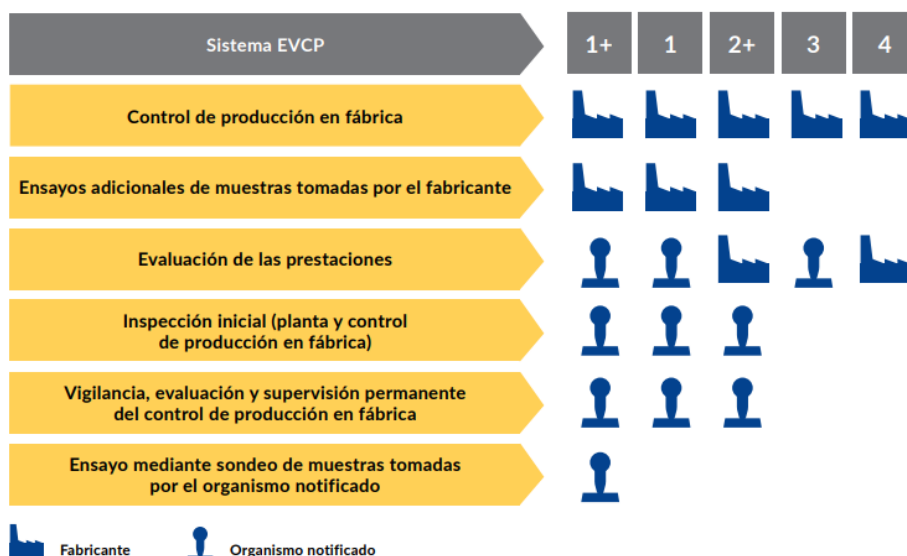 Sistema EVCP
1+ 1 2+ 3 4
Control de producción en fábrica
Ensayos adicionales de muestras tomadas por el fabricante
Evaluación de las prestaciones
Inspección inicial (planta y control
de producción en fábrica)
Vigilancia, evaluación y supervisión permanente
del control de producción en fábrica
Ensayo mediante sondeo de muestras tomadas
por el organismo notificado
Fabricante Organismo notificado